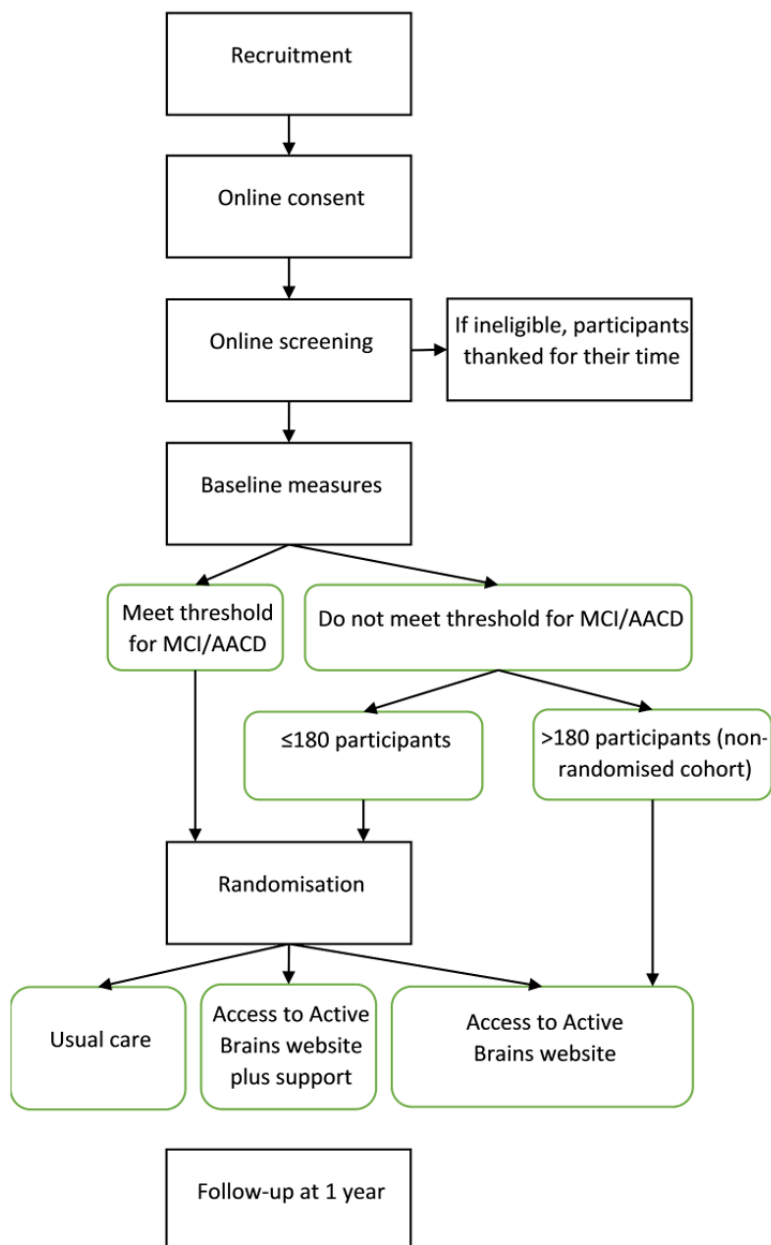 Recruitment
Online consent
Online screening
If ineligible, participants
thanked for their time
Baseline measures
Meet threshold
for MCI/AACD
Do not meet threshold for MCI/AACD
≤180 participants
>180 participants (non-
randomised cohort)
Randomisation
Usual care
Access to Active
Brains website
plus support
Access to Active
Brains website
Follow-up at 1 year